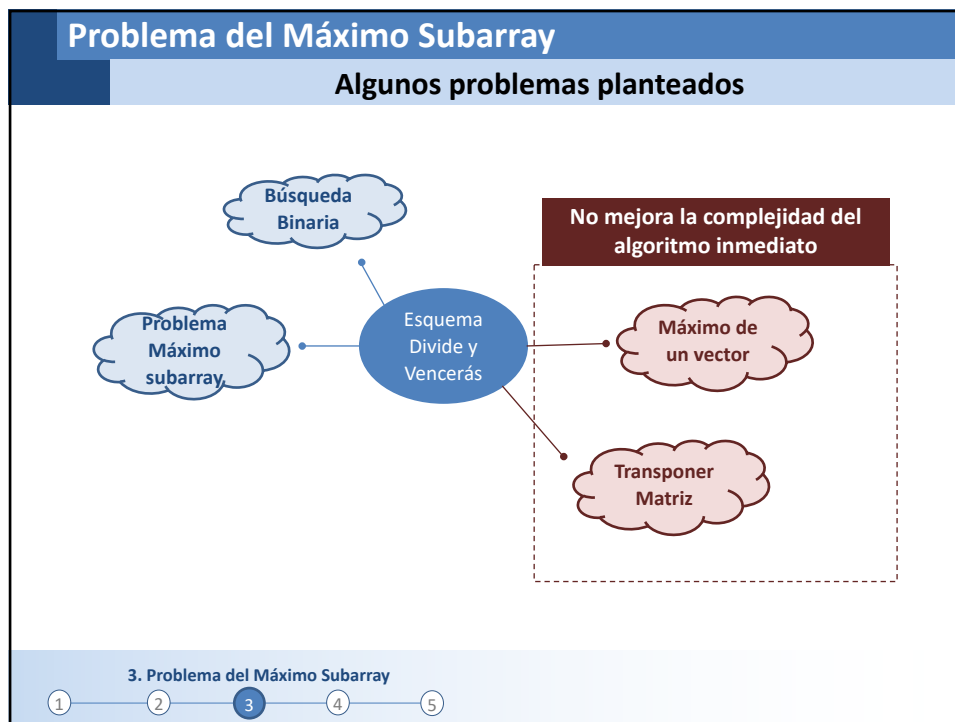 Problema del Máximo Subarray
Algunos problemas planteados
Búsqueda
Binaria
No mejora la complejidad del
algoritmo inmediato
Problema
Máximo
subarray
Esquema
Divide y
Vencerás
Máximo de
un vector
Transponer
Matriz
3. Problema del Máximo Subarray
1 2 3 4 5